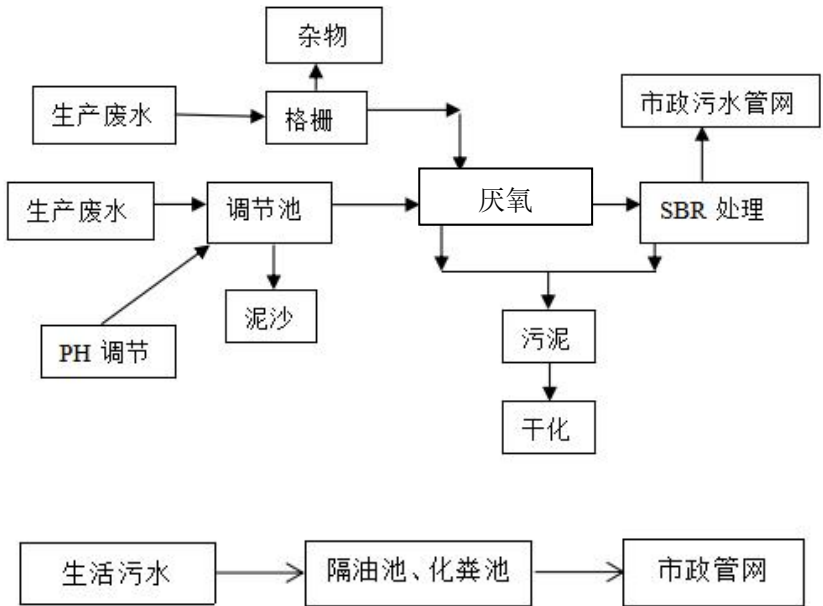 杂物
市政污水管网
生产废水
格栅
厌氧
生产废水
调节池
SBR 处理
泥沙
污泥
PH 调节
干化
生活污水
隔油池、化粪池
市政管网